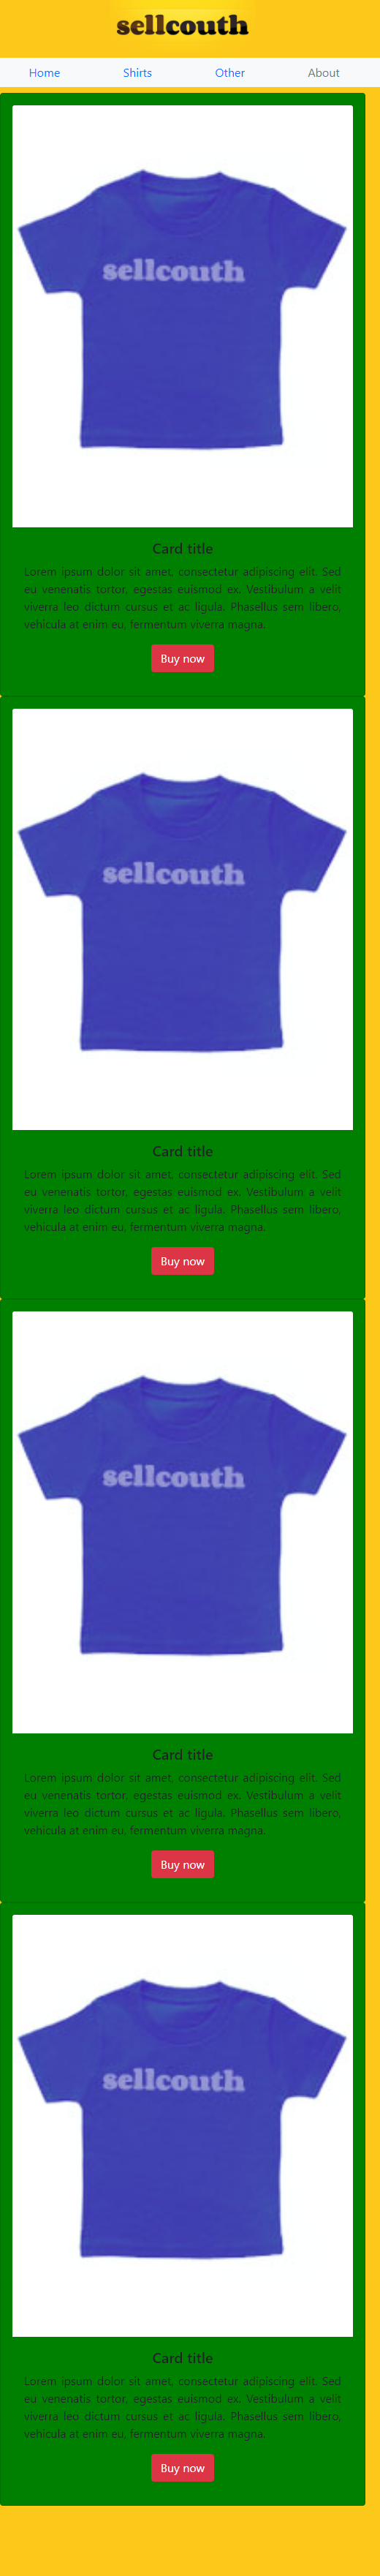 sellcouth
Home Shirts Other About
sellcouth
Card title
Lorem ipsum dolor sit amet, consectetur adipiscing elit. Sed
eu venenatis tortor, egestas euismod ex. Vestibulum a velit
viverra leo dictum cursus et ac ligula. Phasellus sem libero,
vehicula at enim eu, fermentum viverra magna.
Buy now
sellcouth
Card title
Lorem ipsum dolor sit amet, consectetur adipiscing elit. Sed
eu venenatis tortor, egestas euismod ex. Vestibulum a velit
viverra leo dictum cursus et ac ligula. Phasellus sem libero,
vehicula at enim eu, fermentum viverra magna.
Buy now
sellcouth
Card title
Lorem ipsum dolor sit amet, consectetur adipiscing elit. Sed
eu venenatis tortor, egestas euismod ex. Vestibulum a velit
viverra leo dictum cursus et ac ligula. Phasellus sem libero,
vehicula at enim eu, fermentum viverra magna.
Buy now
sellcouth
Card title
Lorem ipsum dolor sit amet, consectetur adipiscing elit. Sed
eu venenatis tortor, egestas euismod ex. Vestibulum a velit
viverra leo dictum cursus et ac ligula. Phasellus sem libero,
vehicula at enim eu, fermentum viverra magna.
Buy now